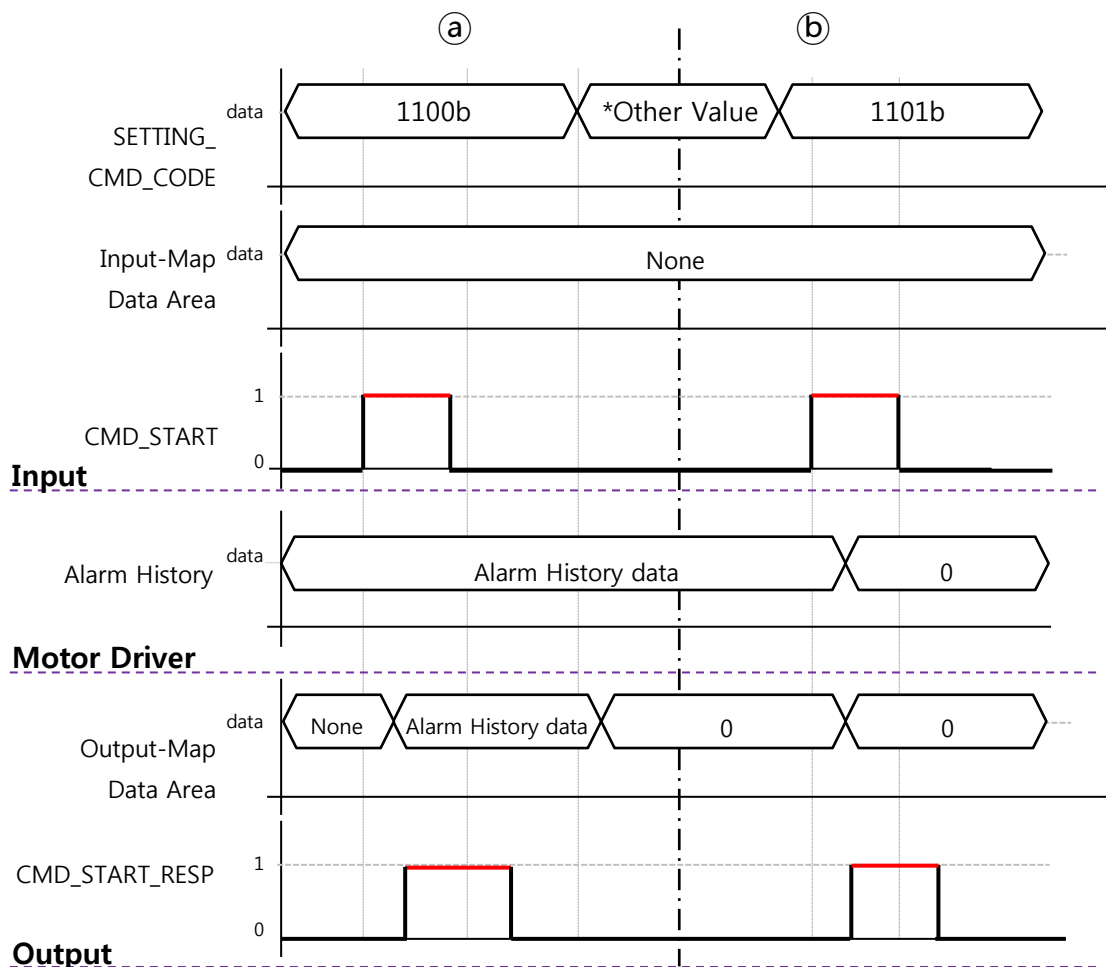 ⓐ ⓑ
data 1100b *Other Value 1101b
SETTING_
CMD_CODE
Input-Map data None
Data Area
1
CMD_START
0
Input
data
Alarm History Alarm History data 0
Motor Driver
data None Alarm History data 0 0
Output-Map
Data Area
CMD_START_RESP 1
0
Output